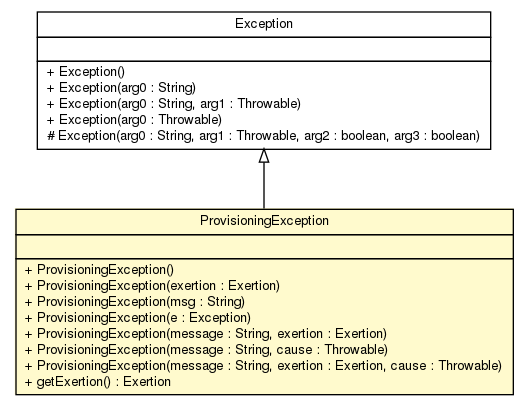 Exception
+ Exception()
+ Exception(arg0 : String)
+ Exception(arg0 : String, arg1 : Throwable)
+ Exception(arg0 : Throwable)
# Exception(arg0 : String, arg1 : Throwable, arg2 : boolean, arg3 : boolean)
ProvisioningException
+ ProvisioningException()
+ ProvisioningException(exertion : Exertion)
+ ProvisioningException(msg : String)
+ ProvisioningException(e : Exception)
+ ProvisioningException(message : String, exertion : Exertion)
+ ProvisioningException(message : String, cause : Throwable)
+ ProvisioningException(message : String, exertion : Exertion, cause : Throwable)
+ getExertion() : Exertion